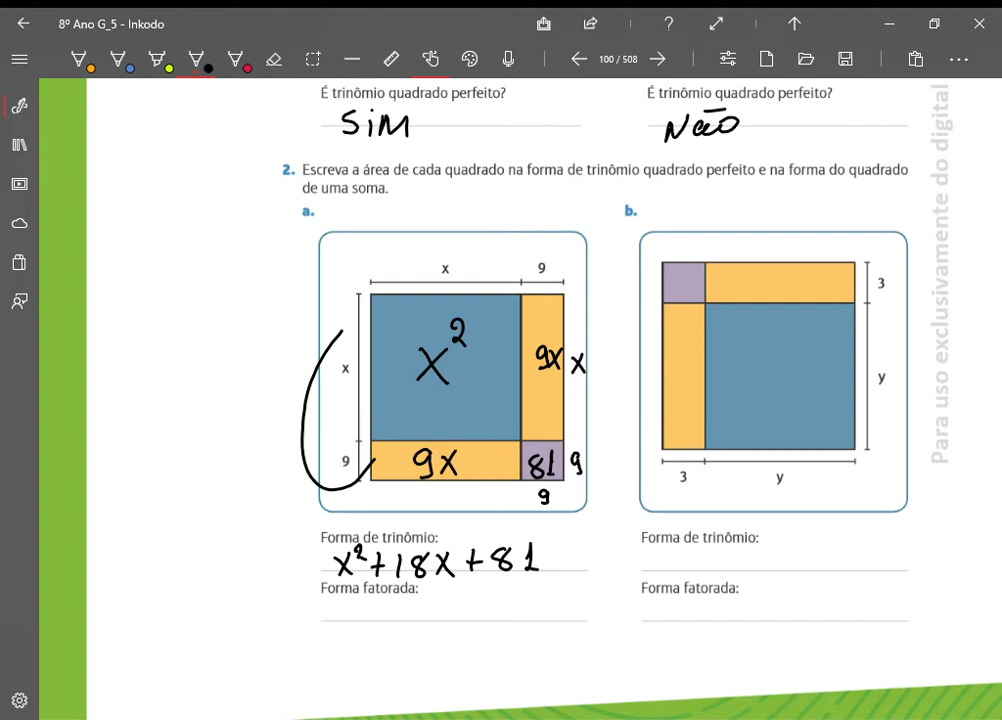 8º Ano G_5 - Inkodo
100 / 508
É trinômio quadrado perfeito?
SiM
É trinômio quadrado perfeito?
Não
2. Escreva a área de cada quadrado na forma de trinômio quadrado perfeito e na forma do quadrado
de uma soma.
a.
x 9
x
9
x²
9x x
9x
81 9
9
Forma de trinômio:
x²+18x+81
Forma fatorada:
b.
3
y
3 y
Forma de trinômio:
Forma fatorada:
Para uso exclusivamente do digital